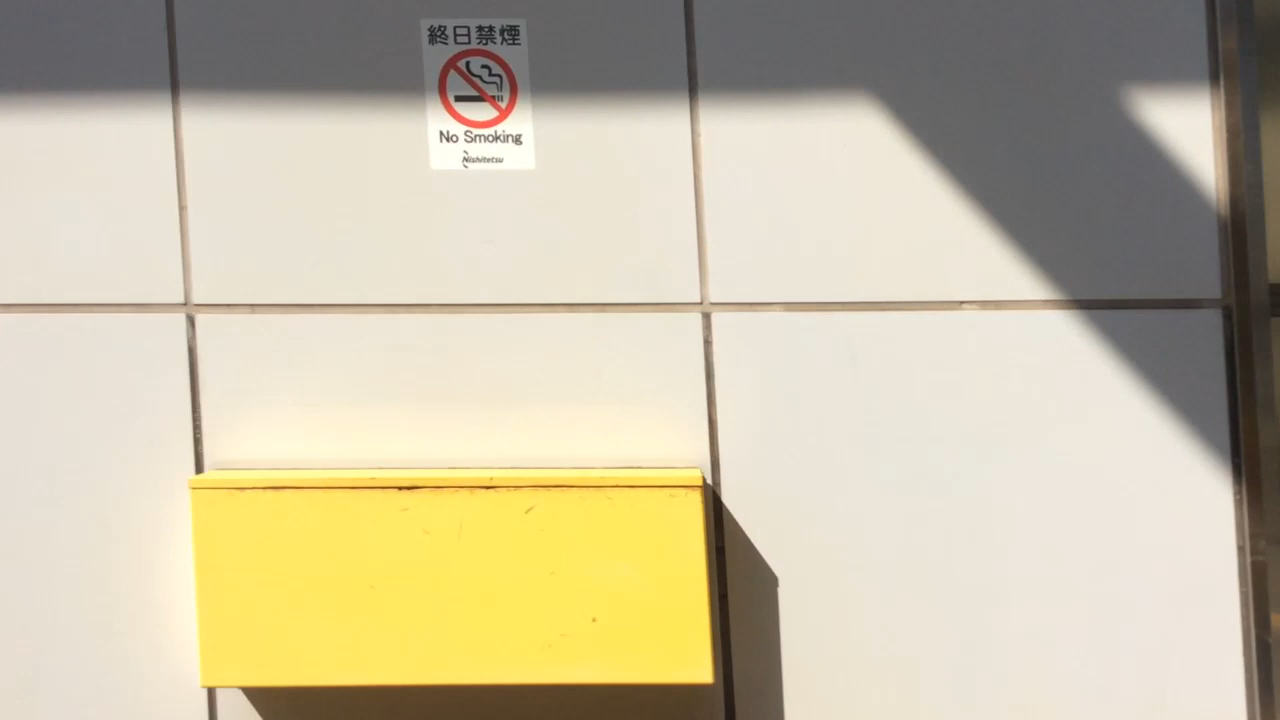 終日禁煙
No Smoking
Nishitetsu